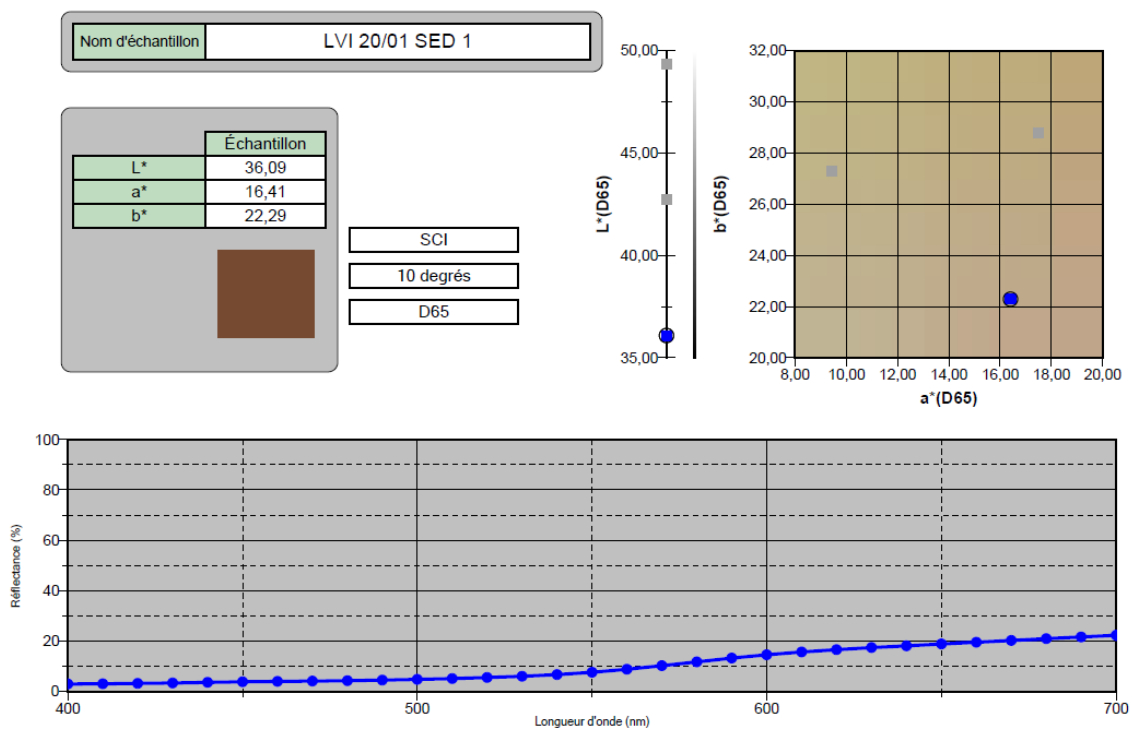 Nom d'échantillon LVI 20/01 SED 1
Échantillon
L* 36,09
a* 16,41
b* 22,29
SCI
10 degrés
D65
50,00
45,00
40,00
35,00
L*(D65)
32,00
30,00
28,00
26,00
24,00
22,00
20,00
b*(D65)
8,00 10,00 12,00 14,00 16,00 18,00 20,00
a*(D65)
100
80
60
40
20
0
Réflectance (%)
400 500 600 700
Longueur d'onde (nm)